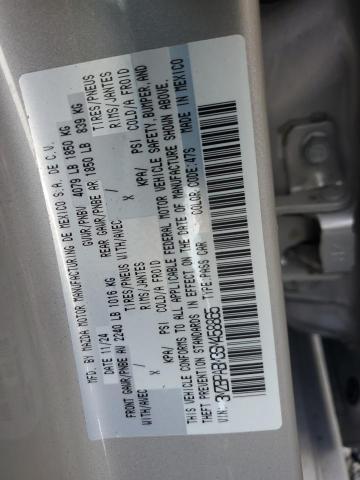 MFD. BY MAZDA MOTOR MANUFACTURING DE MEXICO S.A. DE C.V.
DATE 11/24 GVWR/PNBV 4079 LB 1850 KG
FRONT GAWR/PNBE AV 2240 LB 1016 KG REAR GAWR/PNBE AR 1850 LB 839 KG
WITH/AVEC / TIRES/PNEUS WITH/AVEC / TIRES/PNEUS
X RIMS/JANTES X RIMS/JANTES
KPA/ PSI COLD/A FROID KPA/ PSI COLD/A FROID
THIS VEHICLE CONFORMS TO ALL APPLICABLE FEDERAL MOTOR VEHICLE SAFETY, BUMPER, AND
THEFT PREVENTION STANDARDS IN EFFECT ON THE DATE OF MANUFACTURE SHOWN ABOVE.
VIN: TYPE:PASS CAR COLOR CODE:47S MADE IN MEXICO